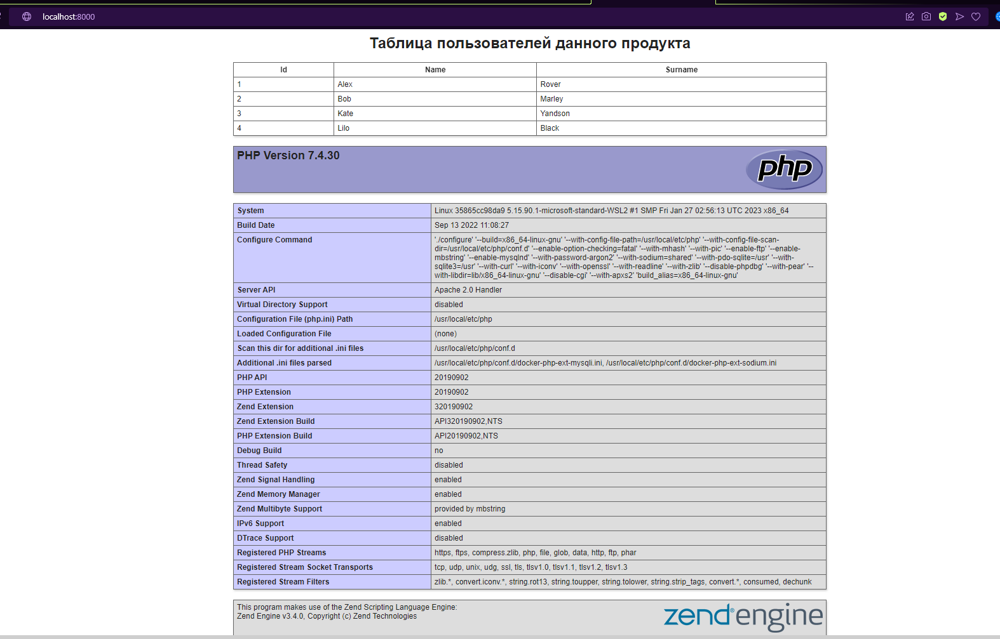 localhost:8000
Таблица пользователей данного продукта
Id Name Surname
1 Alex Rover
2 Bob Marley
3 Kate Yandson
4 Lilo Black
PHP Version 7.4.30
php
System Linux 35865cc98da9 5.15.90.1-microsoft-standard-WSL2 #1 SMP Fri Jan 27 02:56:13 UTC 2023 x86_64
Build Date Sep 13 2022 11:08:27
Configure Command './configure' '--build=x86_64-linux-gnu' '--with-config-file-path=/usr/local/etc/php' '--with-config-file-scan-
dir=/usr/local/etc/php/conf.d' '--enable-option-checking=fatal' '--with-mhash' '--with-pic' '--enable-ftp' '--enable-
mbstring' '--enable-mysqlnd' '--with-password-argon2' '--with-sodium=shared' '--with-pdo-sqlite=/usr' '--with-
sqlite3=/usr' '--with-curl' '--with-iconv' '--with-openssl' '--with-readline' '--with-zlib' '--disable-phpdbg' '--with-pear' '--
with-libdir=lib/x86_64-linux-gnu' '--disable-cgi' '--with-apxs2' 'build_alias=x86_64-linux-gnu'
Server API Apache 2.0 Handler
Virtual Directory Support disabled
Configuration File (php.ini) Path /usr/local/etc/php
Loaded Configuration File (none)
Scan this dir for additional .ini files /usr/local/etc/php/conf.d
Additional .ini files parsed /usr/local/etc/php/conf.d/docker-php-ext-mysqli.ini, /usr/local/etc/php/conf.d/docker-php-ext-sodium.ini
PHP API 20190902
PHP Extension 20190902
Zend Extension 320190902
Zend Extension Build API320190902,NTS
PHP Extension Build API20190902,NTS
Debug Build no
Thread Safety disabled
Zend Signal Handling enabled
Zend Memory Manager enabled
Zend Multibyte Support provided by mbstring
IPv6 Support enabled
DTrace Support disabled
Registered PHP Streams https, ftps, compress.zlib, php, file, glob, data, http, ftp, phar
Registered Stream Socket Transports tcp, udp, unix, udg, ssl, tls, tlsv1.0, tlsv1.1, tlsv1.2, tlsv1.3
Registered Stream Filters zlib.*, convert.iconv.*, string.rot13, string.toupper, string.tolower, string.strip_tags, convert.*, consumed, dechunk
This program makes use of the Zend Scripting Language Engine:
Zend Engine v3.4.0, Copyright (c) Zend Technologies
zend® engine